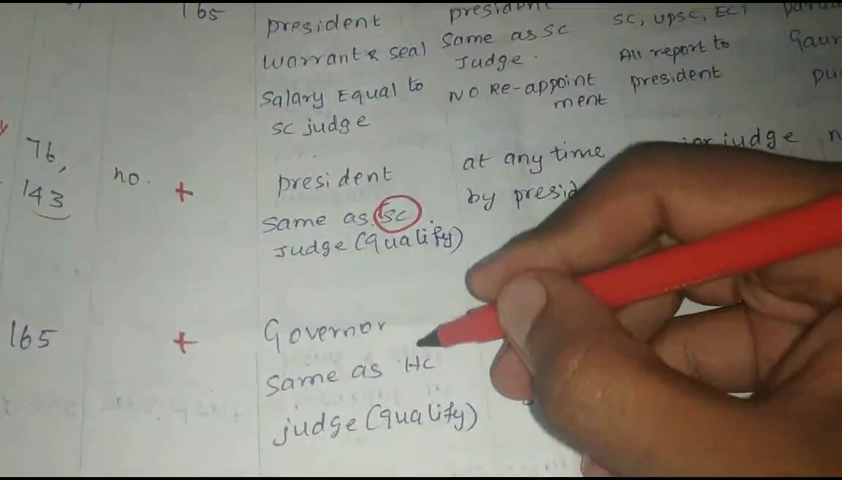 165
president
Warrant & seal
Salary Equal to
SC judge
president
Same as SC
Judge.
NO Re-appoint
ment
SC, UPSC, ECI
All report to
president
76,
143
no.
+
president
Same as SC
Judge (qualify)
at any time
by
judge
165
+
Governor
Same as HC
judge (qualify)